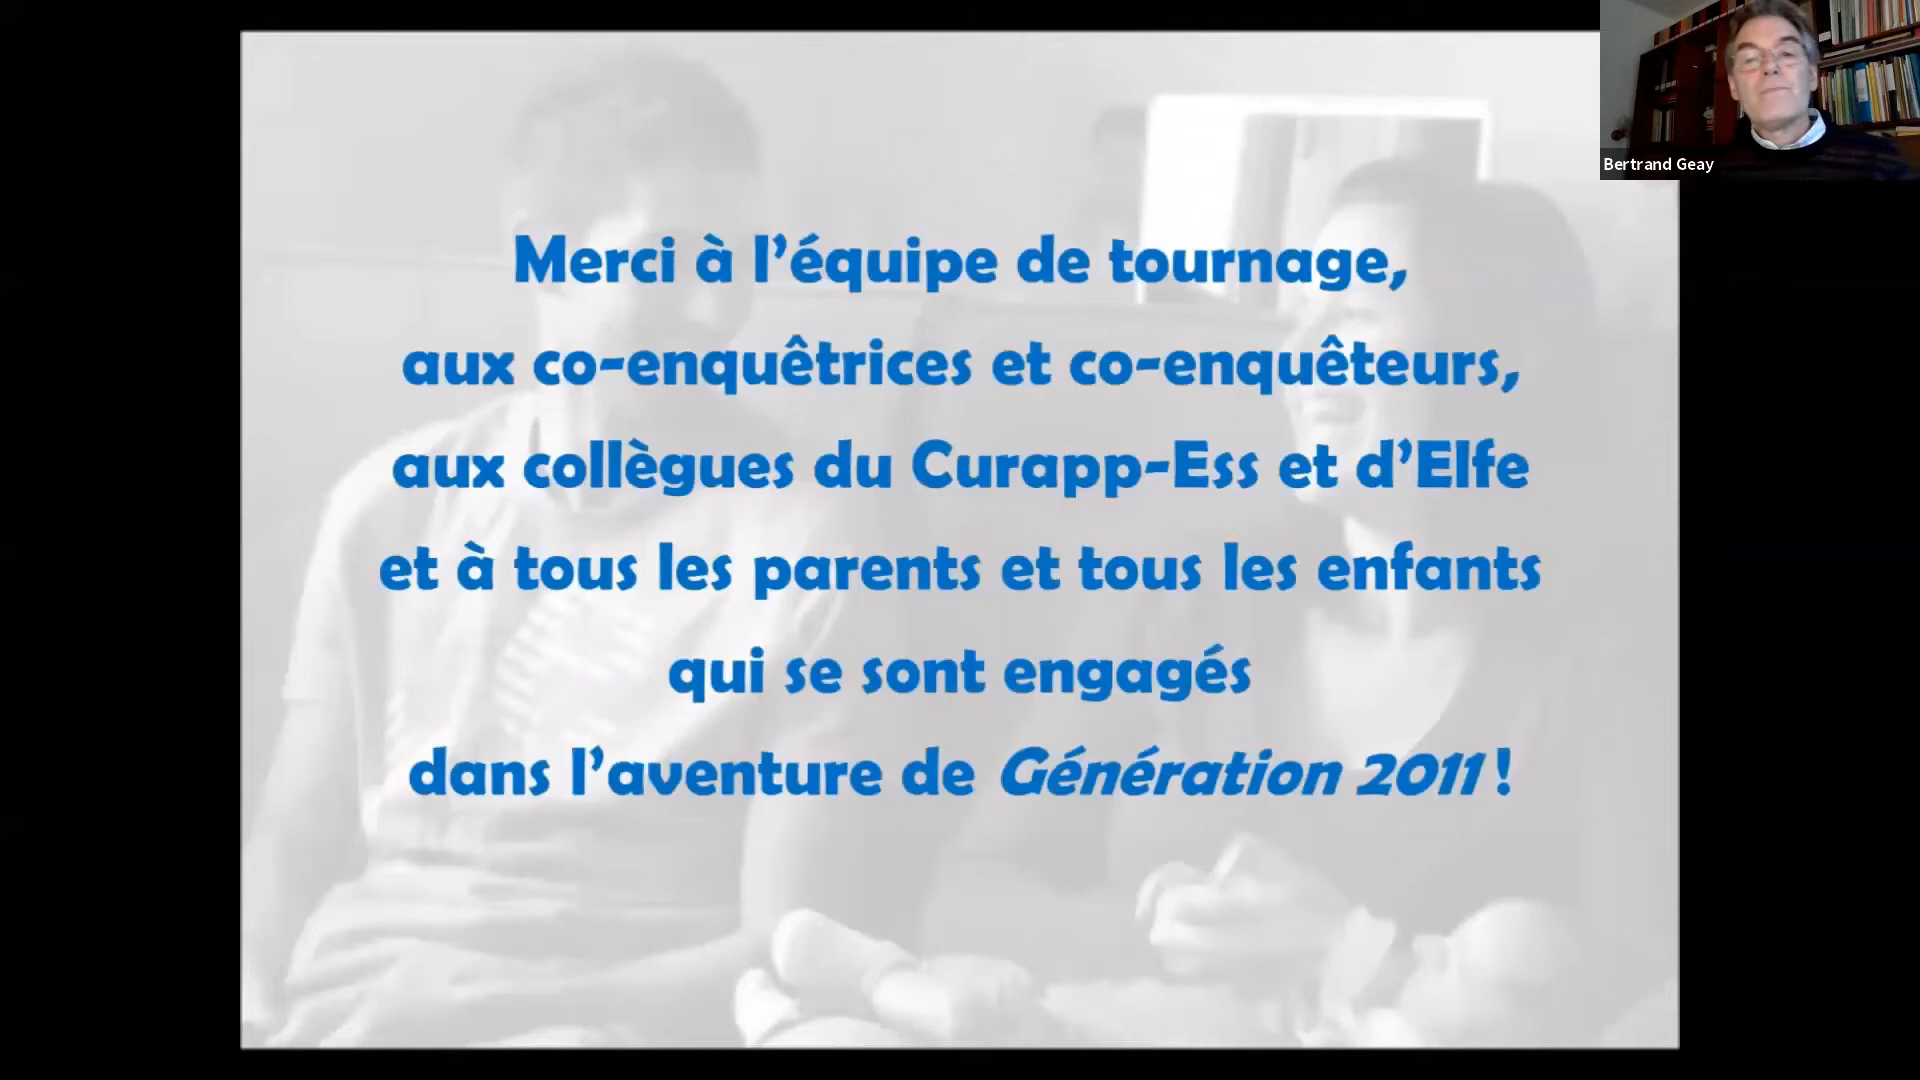 Merci à l’équipe de tournage,
aux co-enquêtrices et co-enquêteurs,
aux collègues du Curapp-Ess et d’Elfe
et à tous les parents et tous les enfants
qui se sont engagés
dans l’aventure de Génération 2011 !
Bertrand Geay